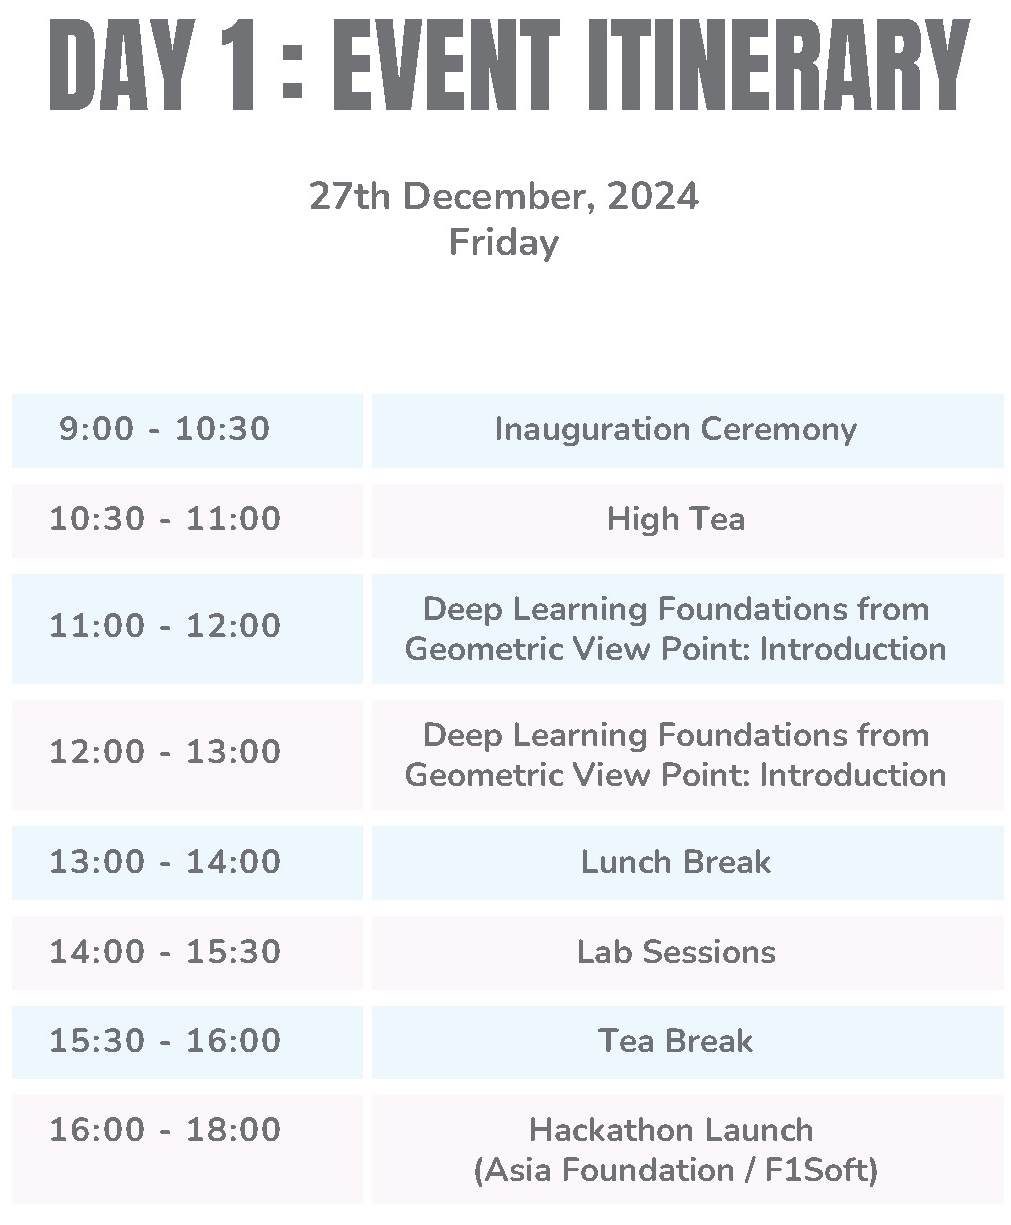 DAY 1 : EVENT ITINERARY
27th December, 2024
Friday
9:00 - 10:30 Inauguration Ceremony
10:30 - 11:00 High Tea
11:00 - 12:00 Deep Learning Foundations from
Geometric View Point: Introduction
12:00 - 13:00 Deep Learning Foundations from
Geometric View Point: Introduction
13:00 - 14:00 Lunch Break
14:00 - 15:30 Lab Sessions
15:30 - 16:00 Tea Break
16:00 - 18:00 Hackathon Launch
(Asia Foundation / F1Soft)